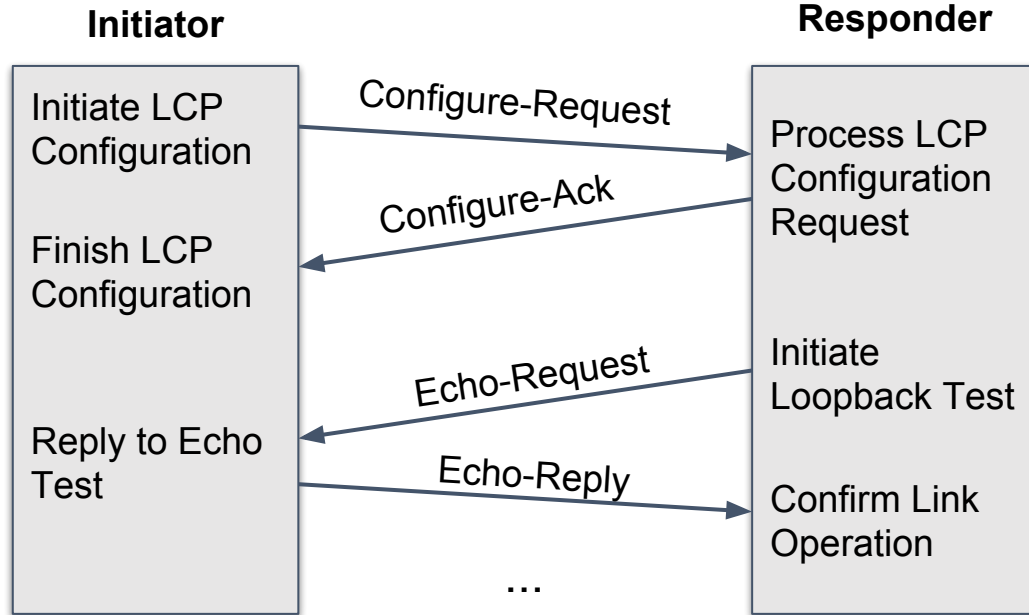 Initiator
Responder
Initiate LCP
Configuration
Configure-Request
Process LCP
Configuration
Request
Configure-Ack
Finish LCP
Configuration
Initiate
Loopback Test
Echo-Request
Reply to Echo
Test
Echo-Reply
Confirm Link
Operation
...